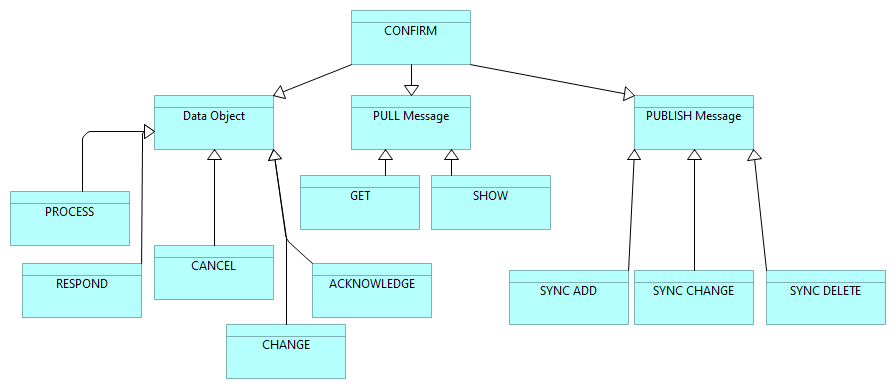 CONFIRM
Data Object
PULL Message
PUBLISH Message
PROCESS
GET
SHOW
RESPOND
CANCEL
ACKNOWLEDGE
SYNC ADD
SYNC CHANGE
SYNC DELETE
CHANGE